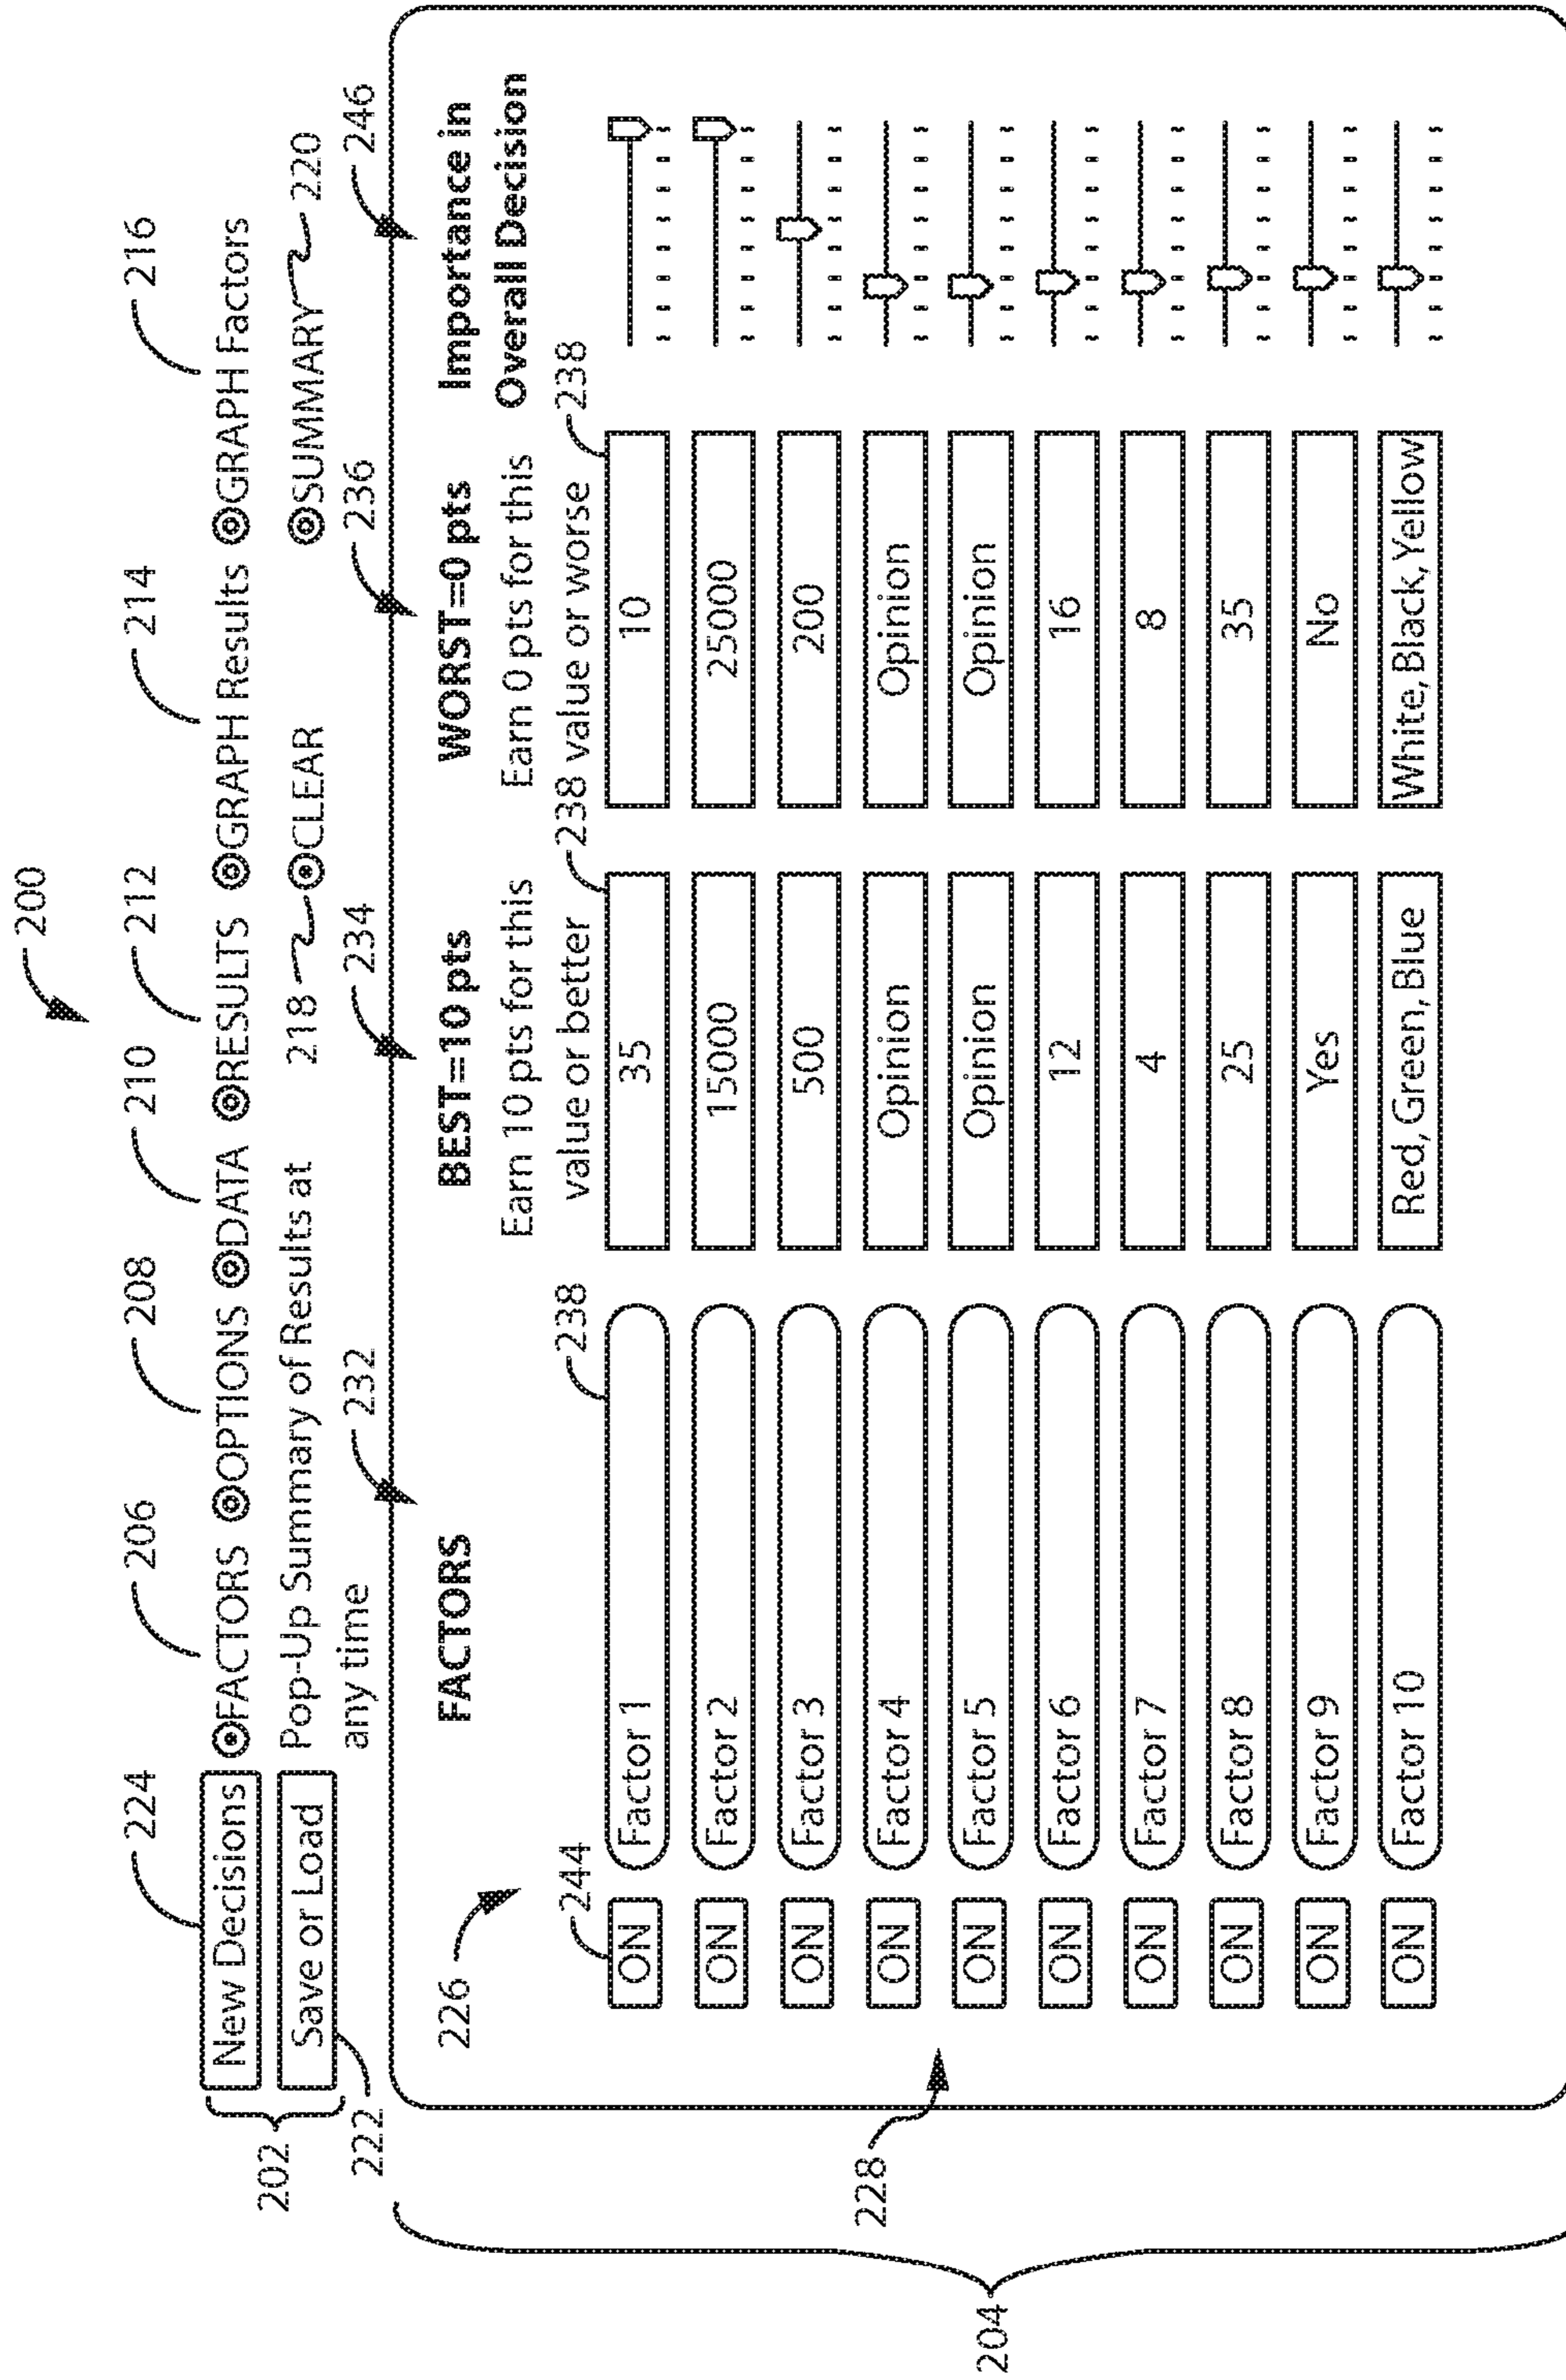 200
224 206 208 210 212 214 216
New Decisions FACTORS OPTIONS DATA RESULTS GRAPH Results GRAPH Factors
202
Save or Load Pop-Up Summary of Results at 218 CLEAR SUMMARY 220
any time
222 232 234 236 246
226 FACTORS BEST=10 pts WORST=0 pts Importance in
Earn 10 pts for this Earn 0 pts for this Overall Decision
244 238 value or better 238 value or worse 238
ON Factor 1 35 10
ON Factor 2 15000 25000
ON Factor 3 500 200
ON Factor 4 Opinion Opinion
228
ON Factor 5 Opinion Opinion
204
ON Factor 6 12 16
ON Factor 7 4 8
ON Factor 8 25 35
ON Factor 9 Yes No
ON Factor 10 Red, Green, Blue White, Black, Yellow